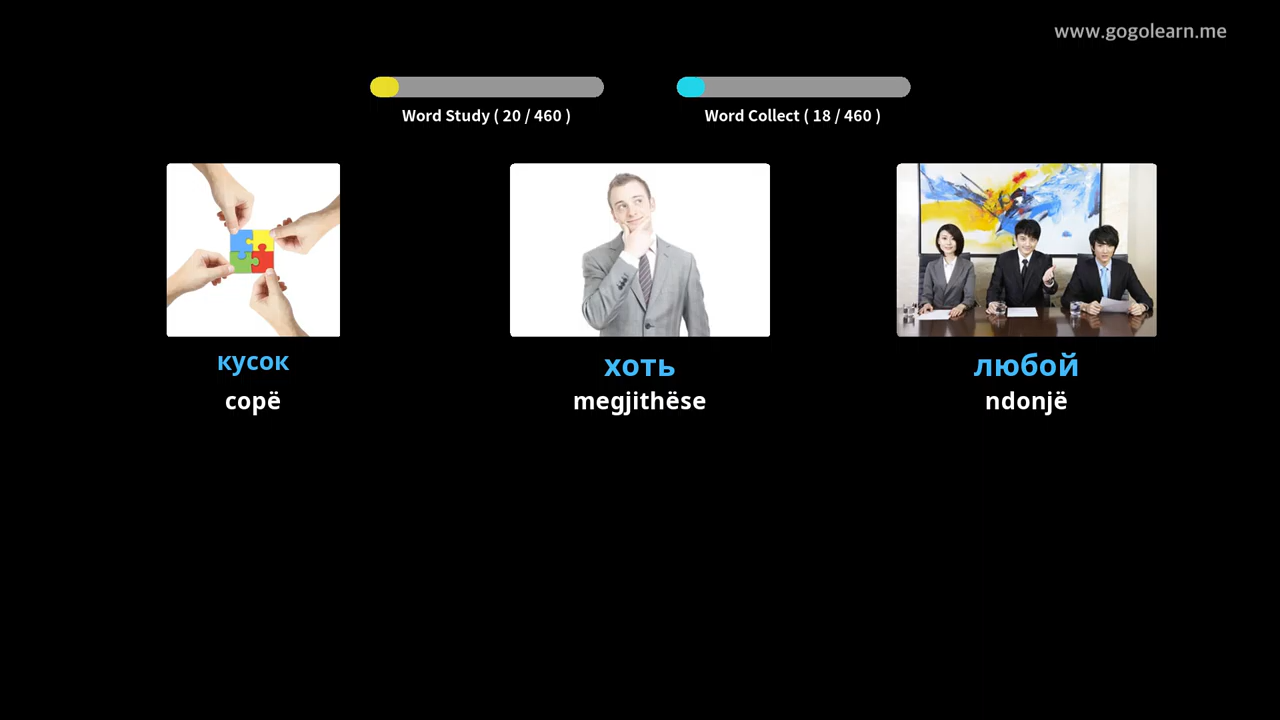 www.gogolearn.me
Word Study ( 20 / 460 )
Word Collect ( 18 / 460 )
кусок
хоть
любой
copë
megjithëse
ndonjë